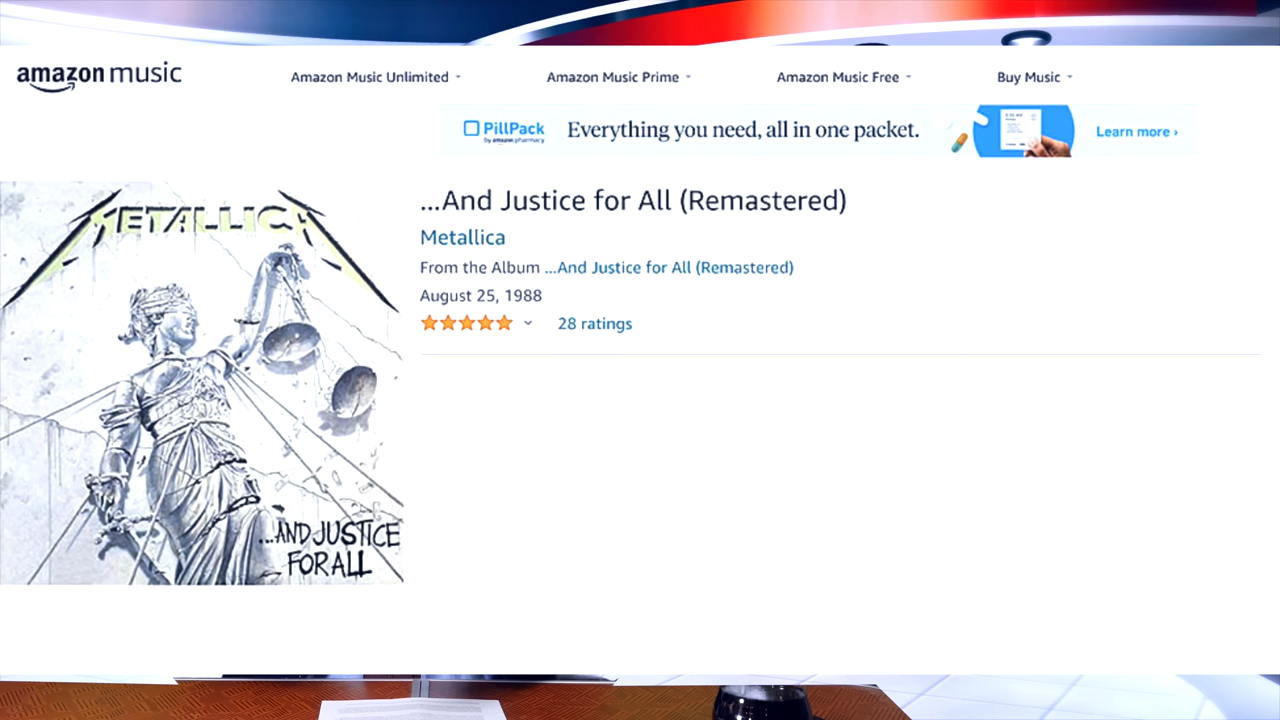 amazon music
Amazon Music Unlimited
Amazon Music Prime
Amazon Music Free
Buy Music
PillPack
by amazon pharmacy
Everything you need, all in one packet.
Learn more ›
METALLICA
...AND JUSTICE
FOR ALL
...And Justice for All (Remastered)
Metallica
From the Album ...And Justice for All (Remastered)
August 25, 1988
28 ratings